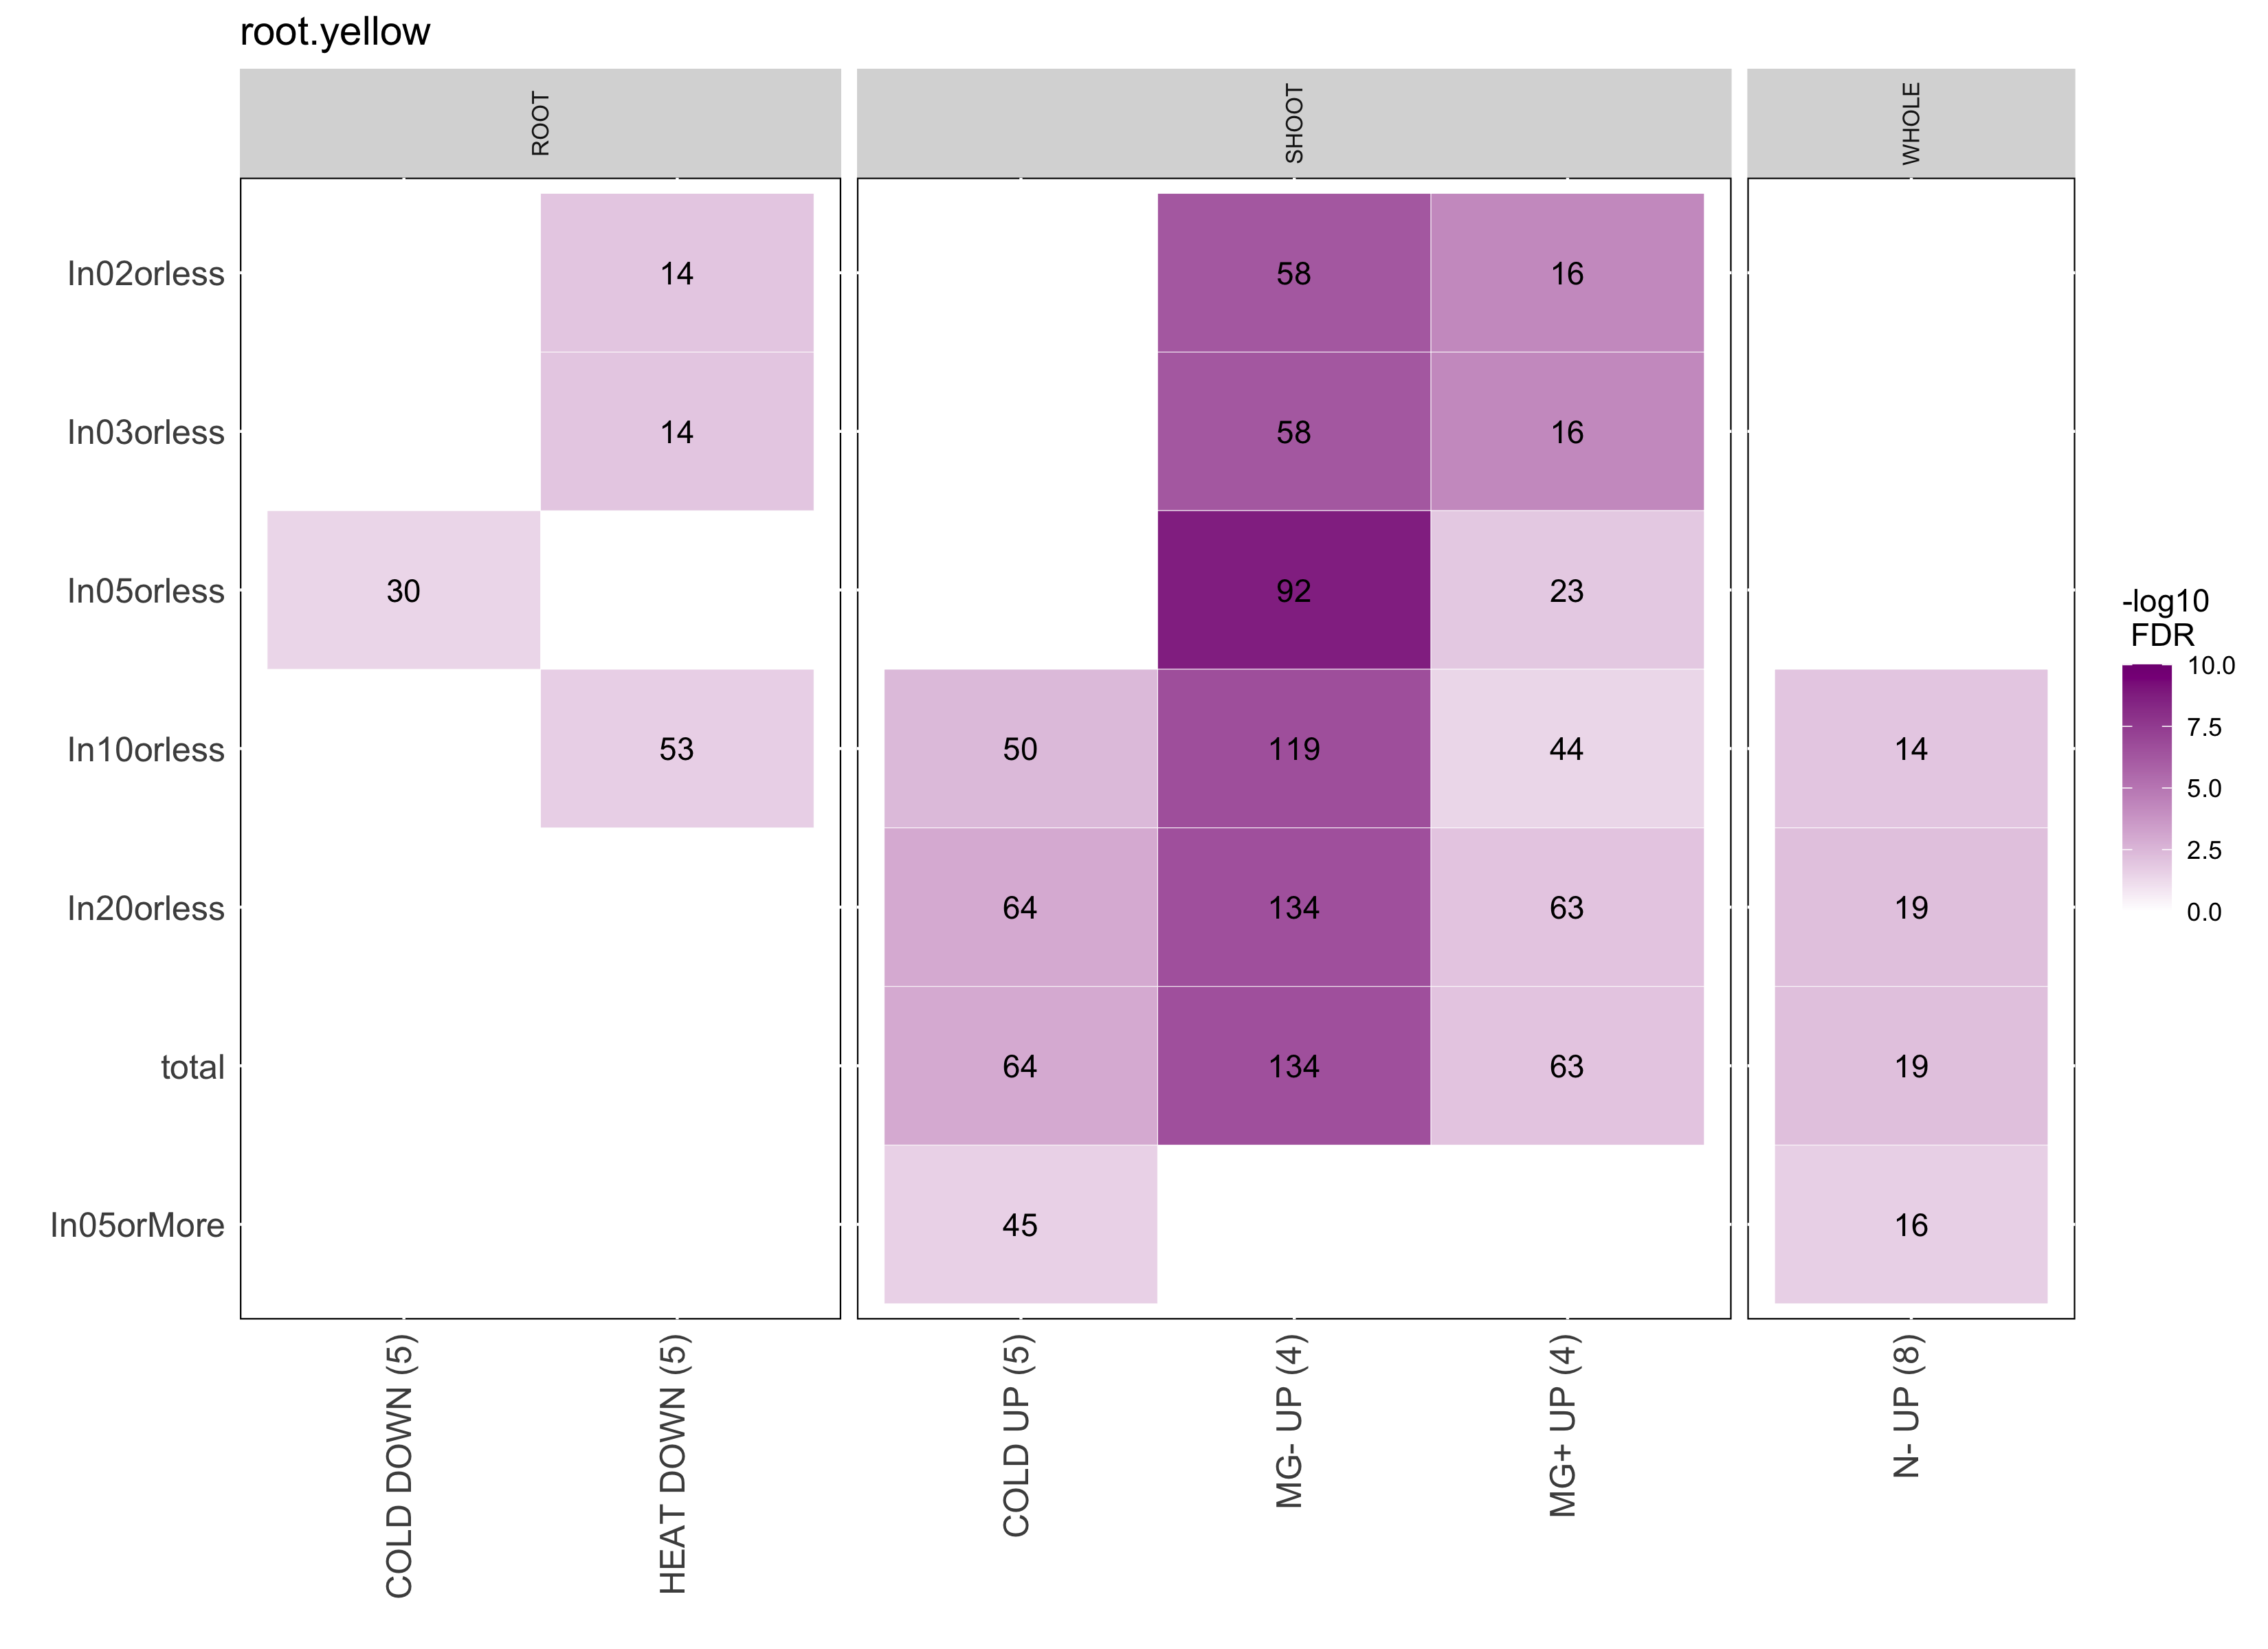 root.yellow
ROOT
SHOOT
WHOLE
In02orless
14
58
16
In03orless
14
58
16
In05orless
30
92
23
In10orless
53
50
119
44
14
In20orless
64
134
63
19
total
64
134
63
19
In05orMore
45
16
COLD DOWN (5)
HEAT DOWN (5)
COLD UP (5)
MG- UP (4)
MG+ UP (4)
N- UP (8)
-log10
FDR
10.0
7.5
5.0
2.5
0.0